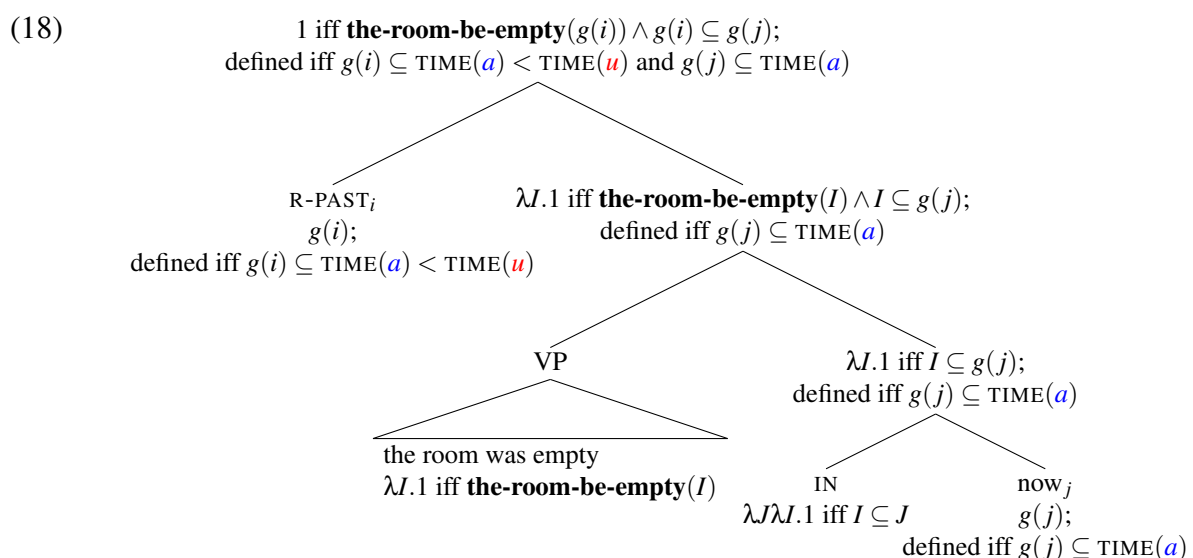 (18)
1 iff the-room-be-empty(g(i)) ∧ g(i) ⊆ g(j);
defined iff g(i) ⊆ TIME(a) < TIME(u) and g(j) ⊆ TIME(a)
R-PASTᵢ
g(i);
defined iff g(i) ⊆ TIME(a) < TIME(u)
λI.1 iff the-room-be-empty(I) ∧ I ⊆ g(j);
defined iff g(j) ⊆ TIME(a)
VP
the room was empty
λI.1 iff the-room-be-empty(I)
λI.1 iff I ⊆ g(j);
defined iff g(j) ⊆ TIME(a)
IN
λJλI.1 iff I ⊆ J
nowⱼ
g(j);
defined iff g(j) ⊆ TIME(a)